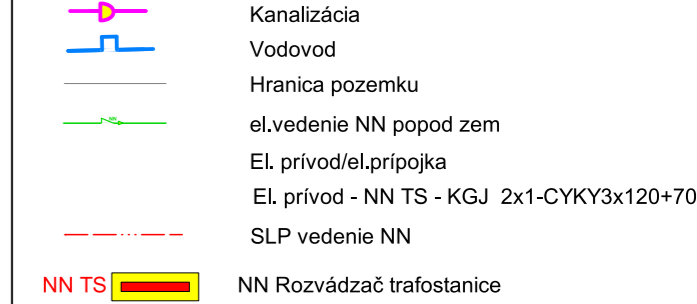 Kanalizácia
Vodovod
Hranica pozemku
NN el.vedenie NN popod zem
El. prívod/el.prípojka
El. prívod - NN TS - KGJ 2x1-CYKY3x120+70
SLP vedenie NN
NN TS NN Rozvádzač trafostanice